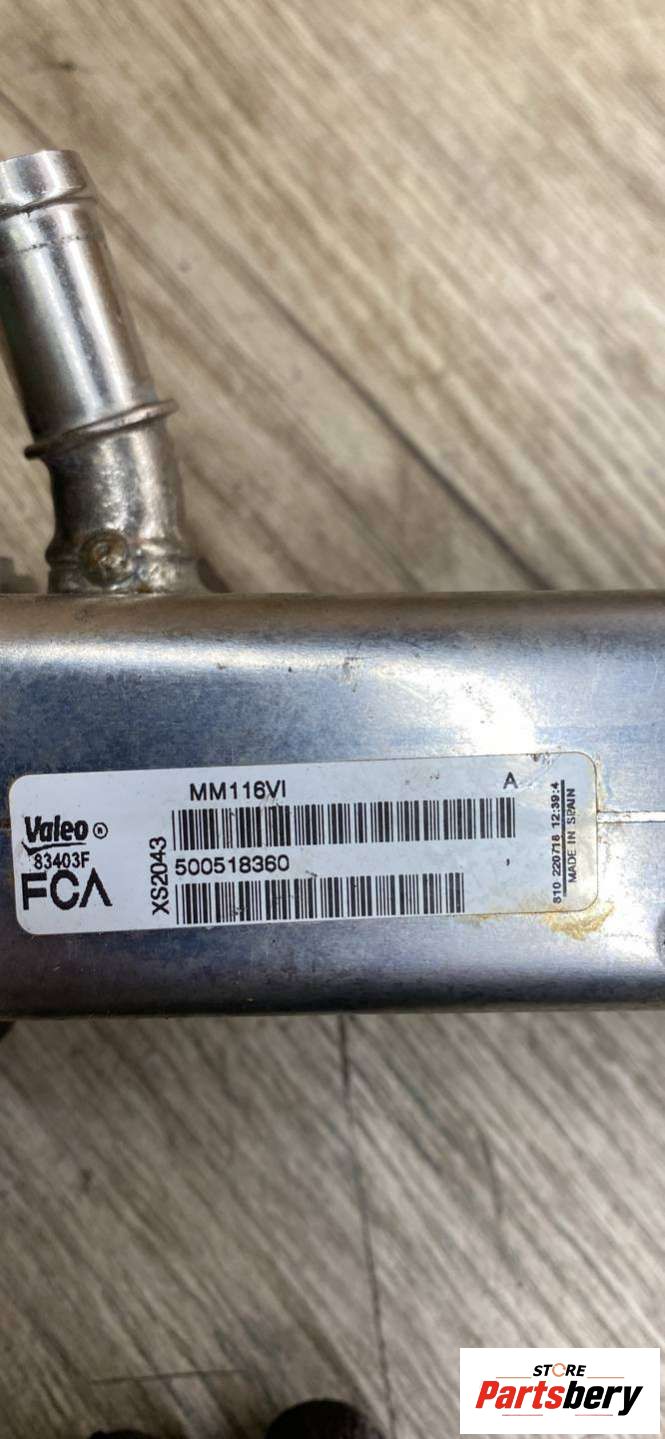 MM116VI
A
Valeo ®
83403F
FCA
XS2043
500518360
810 220718 12:39:4
MADE IN SPAIN
STORE
Partsbery